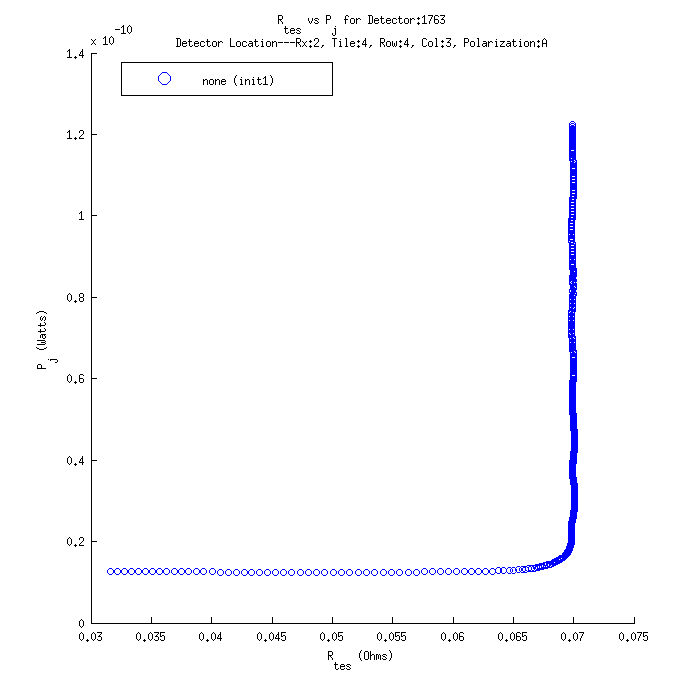 R_tes vs P_j for Detector:1763
Detector Location---Rx:2, Tile:4, Row:4, Col:3, Polarization:A
x 10^-10
none (init1)
1.4
1.2
1
0.8
0.6
0.4
0.2
0
P_j (Watts)
0.03 0.035 0.04 0.045 0.05 0.055 0.06 0.065 0.07 0.075
R_tes (Ohms)